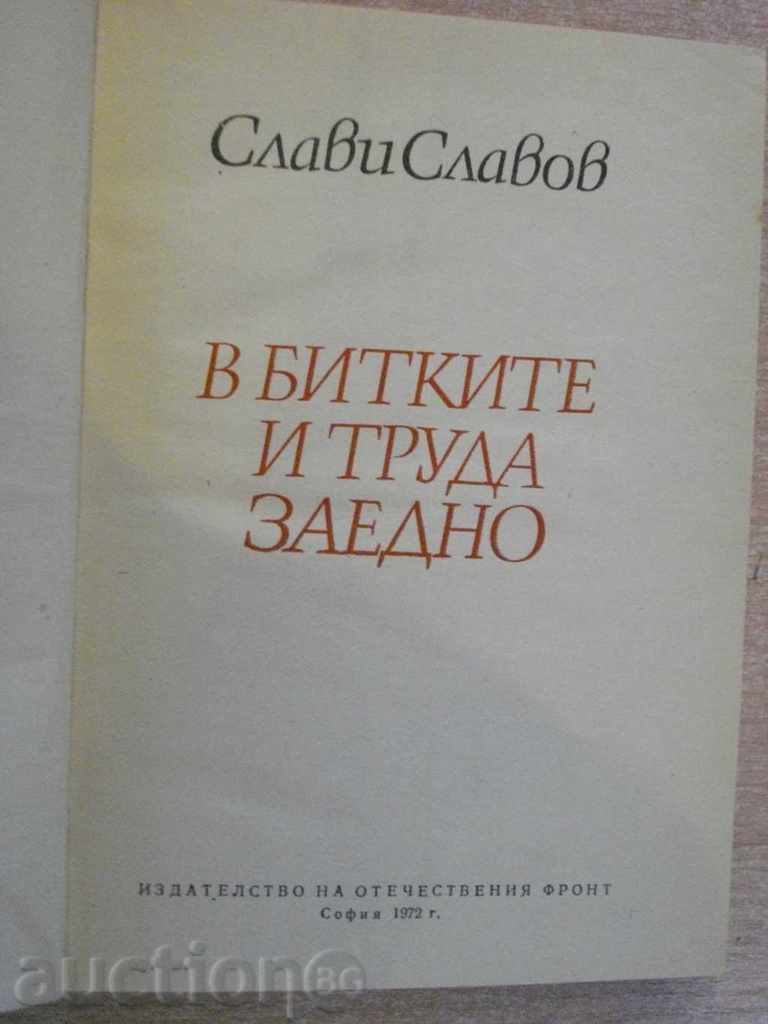 Слави Славов
В БИТКИТЕ
И ТРУДА
ЗАЕДНО
ИЗДАТЕЛСТВО НА ОТЕЧЕСТВЕНИЯ ФРОНТ
София 1972 г.
auction BG